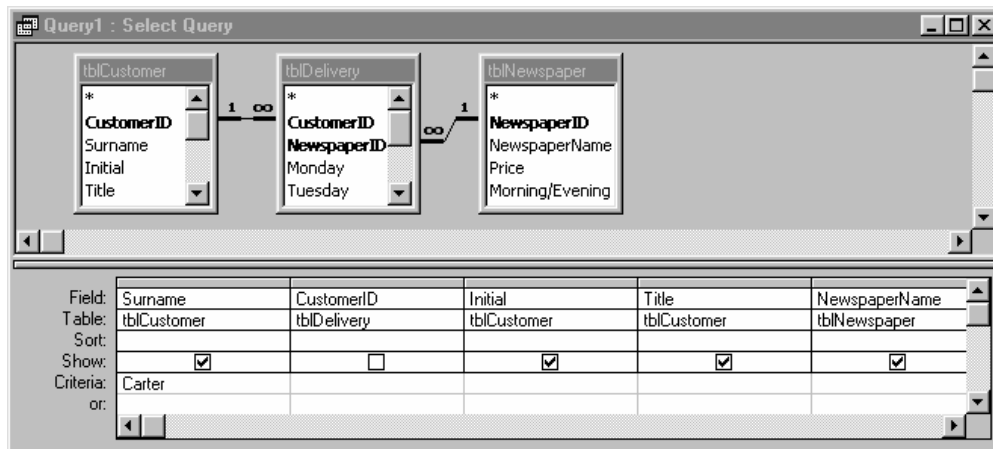 Query1 : Select Query
tblCustomer
*
CustomerID
Surname
Initial
Title
1 ∞
tblDelivery
*
CustomerID
NewspaperID
Monday
Tuesday
∞ 1
tblNewspaper
*
NewspaperID
NewspaperName
Price
Morning/Evening
Field: Surname CustomerID Initial Title NewspaperName
Table: tblCustomer tblDelivery tblCustomer tblCustomer tblNewspaper
Sort:
Show:
Criteria: Carter
or: